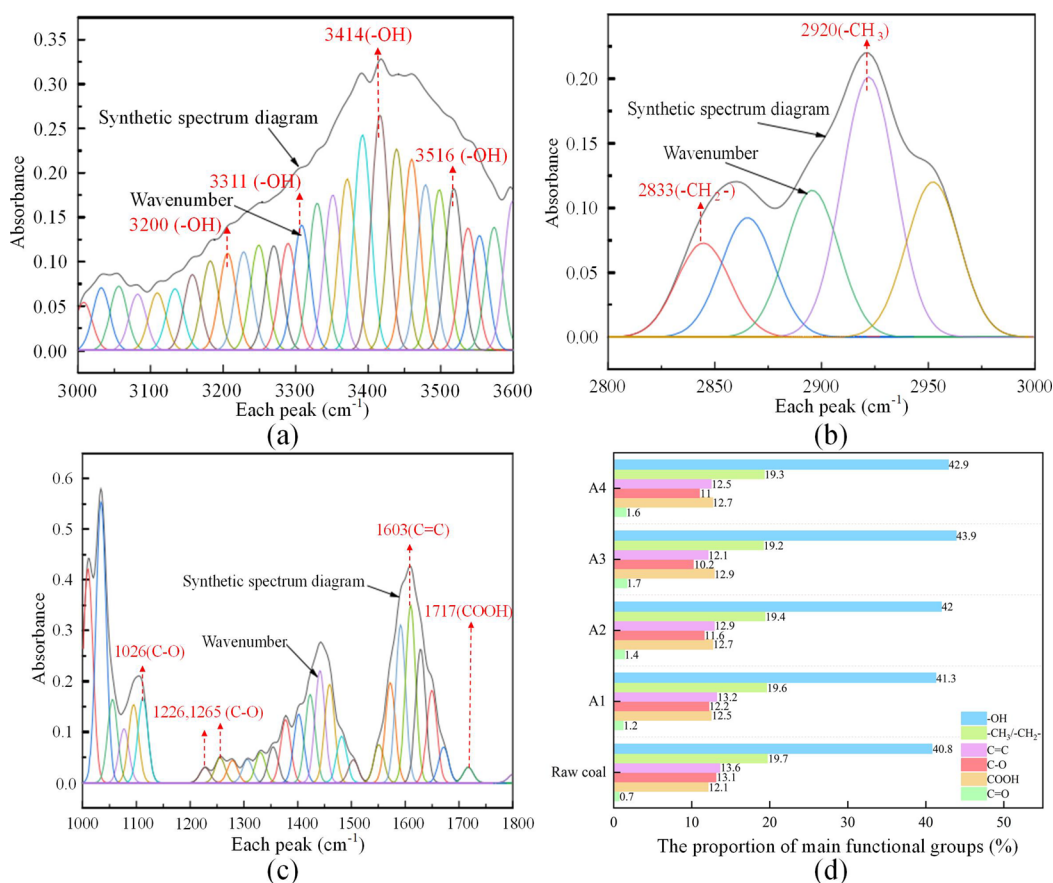 0.35
0.30
0.25
0.20
0.15
0.10
0.05
0.00
Absorbance
3414(-OH)
Synthetic spectrum diagram
3516 (-OH)
3311 (-OH)
Wavenumber
3200 (-OH)
3000 3100 3200 3300 3400 3500 3600
Each peak (cm⁻¹)
(a)
0.20
0.15
0.10
0.05
0.00
Absorbance
2920(-CH₃)
Synthetic spectrum diagram
Wavenumber
2833(-CH₂-)
2800 2850 2900 2950 3000
Each peak (cm⁻¹)
(b)
0.6
0.5
0.4
0.3
0.2
0.1
0.0
Absorbance
1603(C=C)
Synthetic spectrum diagram
1717(COOH)
Wavenumber
1026(C-O)
1226,1265 (C-O)
1000 1100 1200 1300 1400 1500 1600 1700 1800
Each peak (cm⁻¹)
(c)
A4
42.9
19.3
12.5
11
12.7
1.6
A3
43.9
19.2
12.1
10.2
12.9
1.7
A2
42
19.4
12.9
11.6
12.7
1.4
A1
41.3
19.6
13.2
12.2
12.5
1.2
Raw coal
40.8
19.7
13.6
13.1
12.1
0.7
-OH
-CH₃/-CH₂-
C=C
C-O
COOH
C=O
0 10 20 30 40 50
The proportion of main functional groups (%)
(d)